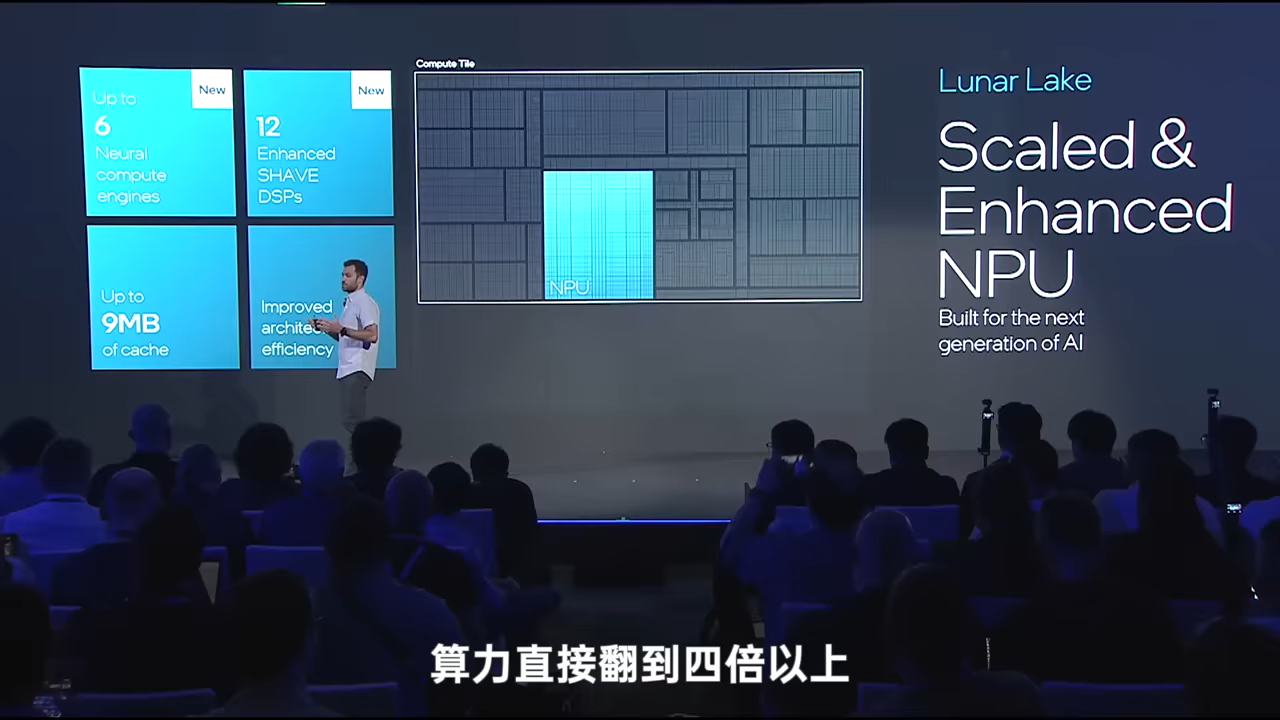 Up to
6
Neural
compute
engines
New
12
Enhanced
SHAVE
DSPs
New
Up to
9MB
of cache
Improved
efficiency
Compute Tile
NPU
Lunar Lake
Scaled &
Enhanced
NPU
Built for the next
generation of AI
算力直接翻到四倍以上